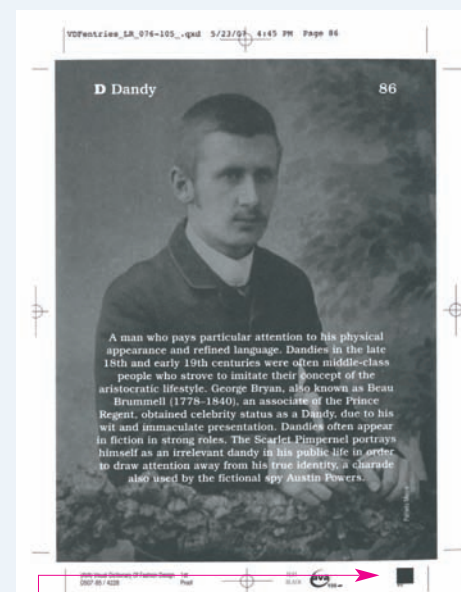 VDFentries_LR_076-105_.qxd 5/23/07 4:45 PM Page 86
D Dandy 86
A man who pays particular attention to his physical
appearance and refined language. Dandies in the late
18th and early 19th centuries were often middle-class
people who strove to imitate their concept of the
aristocratic lifestyle. George Bryan, also known as Beau
Brummell (1778–1840), an associate of the Prince
Regent, obtained celebrity status as a Dandy, due to his
wit and immaculate presentation. Dandies often appear
in fiction in strong roles. The Scarlet Pimpernel portrays
himself as an irrelevant dandy in his public life in order
to draw attention away from his true identity, a charade
also used by the fictional spy Austin Powers.
Visual Dictionary Of Fashion Design
ava